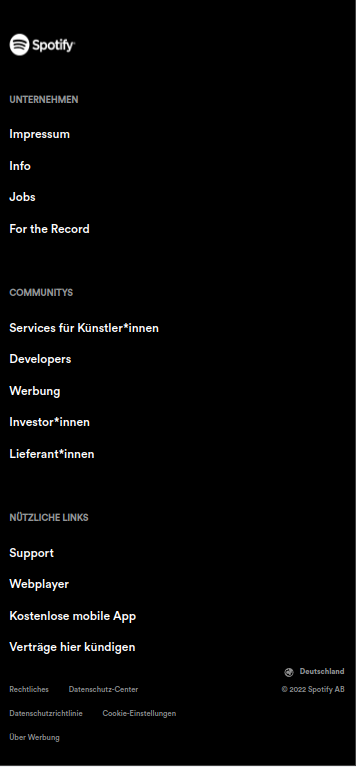 Spotify
UNTERNEHMEN
Impressum
Info
Jobs
For the Record
COMMUNITYS
Services für Künstler*innen
Developers
Werbung
Investor*innen
Lieferant*innen
NÜTZLICHE LINKS
Support
Webplayer
Kostenlose mobile App
Verträge hier kündigen
Deutschland
Rechtliches Datenschutz-Center © 2022 Spotify AB
Datenschutzrichtlinie Cookie-Einstellungen
Über Werbung